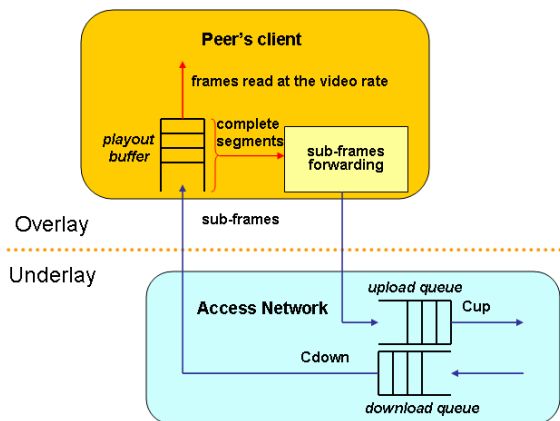 Peer's client
frames read at the video rate
complete
segments
playout
buffer
sub-frames
forwarding
sub-frames
Overlay
Underlay
upload queue
Access Network
Cup
Cdown
download queue